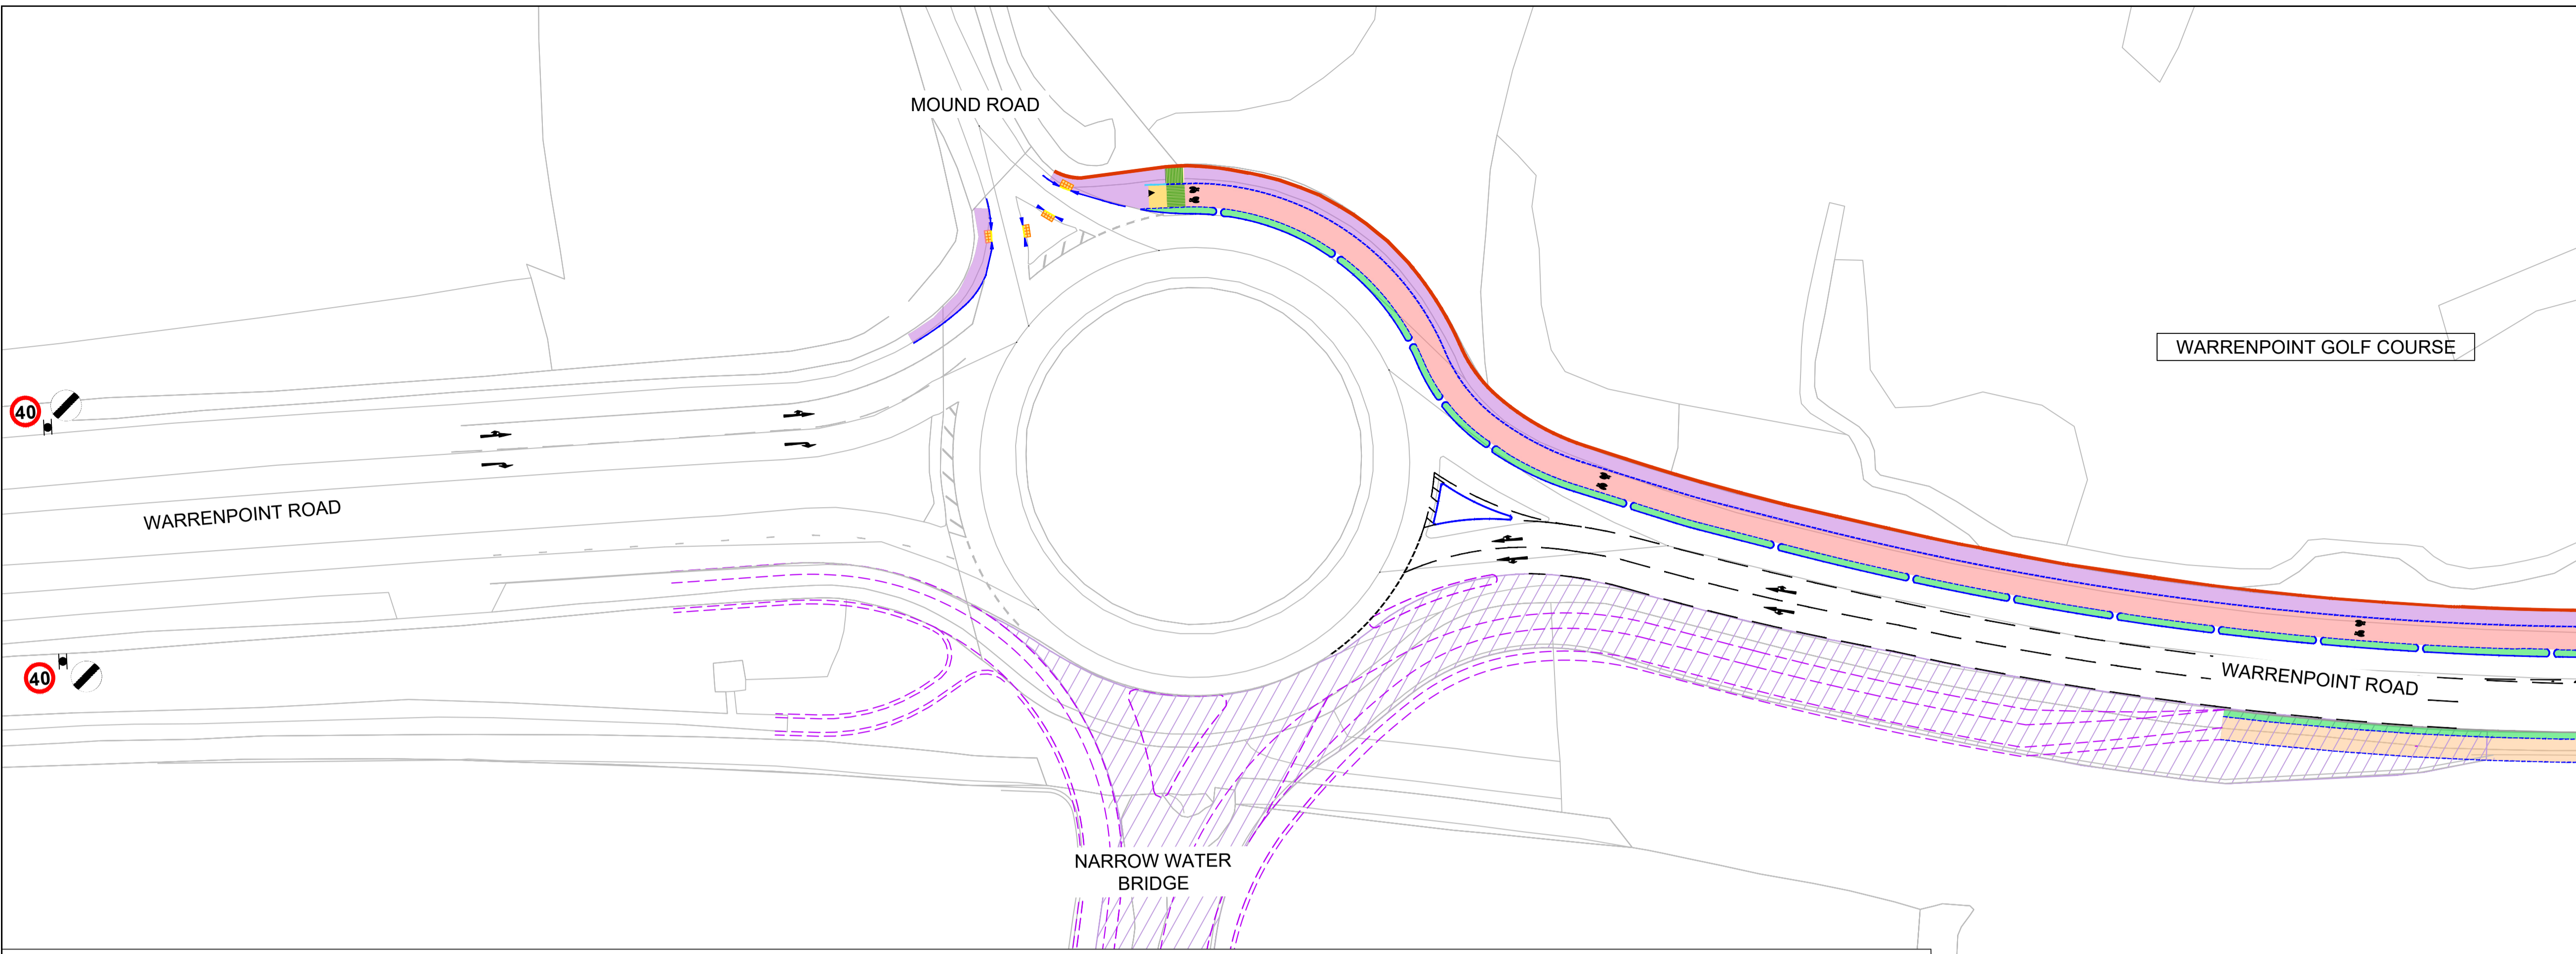 MOUND ROAD
WARRENPOINT GOLF COURSE
40
WARRENPOINT ROAD
40
WARRENPOINT ROAD
NARROW WATER
BRIDGE